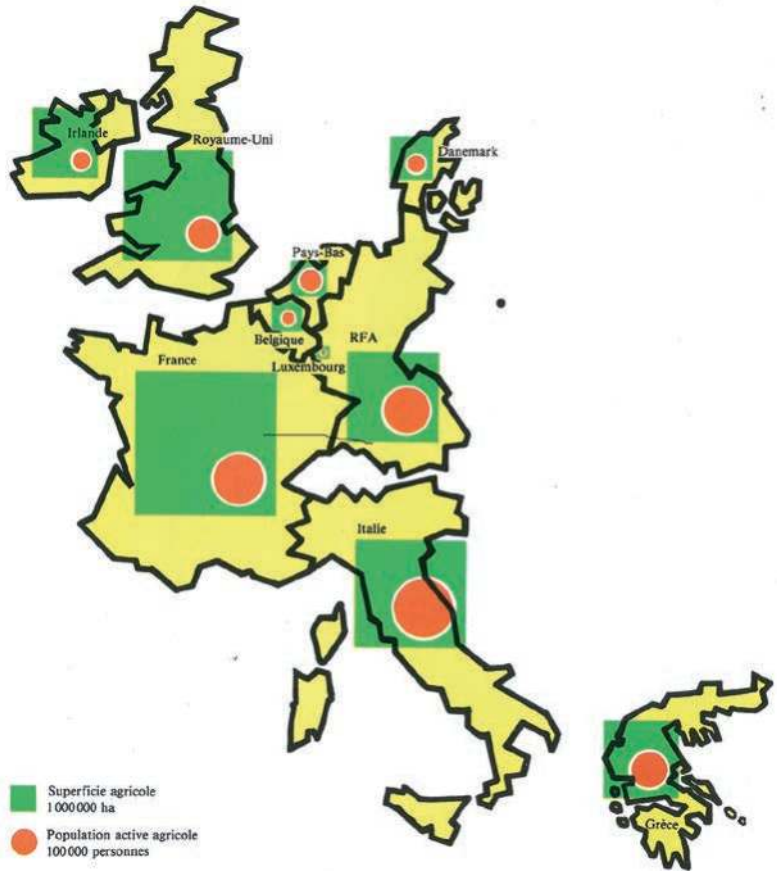 Irlande
Royaume-Uni
Danemark
Pays-Bas
Belgique
RFA
France
Luxembourg
Italie
Superficie agricole
1 000 000 ha
Population active agricole
100 000 personnes
Grèce